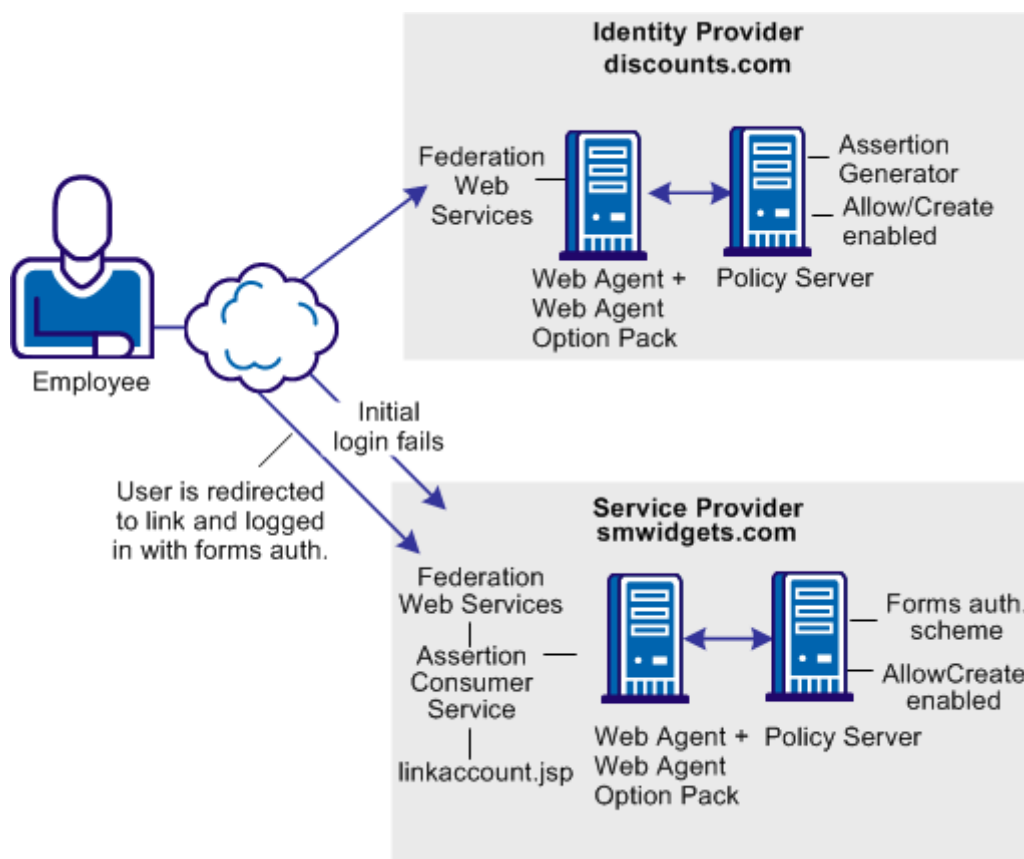 Identity Provider
discounts.com
Federation
Web
Services
Assertion
Generator
Allow/Create
enabled
Web Agent +
Web Agent
Option Pack
Policy Server
Employee
Initial
login fails
User is redirected
to link and logged
in with forms auth.
Service Provider
smwidgets.com
Federation
Web Services
Assertion
Consumer
Service
linkaccount.jsp
Forms auth.
scheme
AllowCreate
enabled
Web Agent +
Web Agent
Option Pack
Policy Server